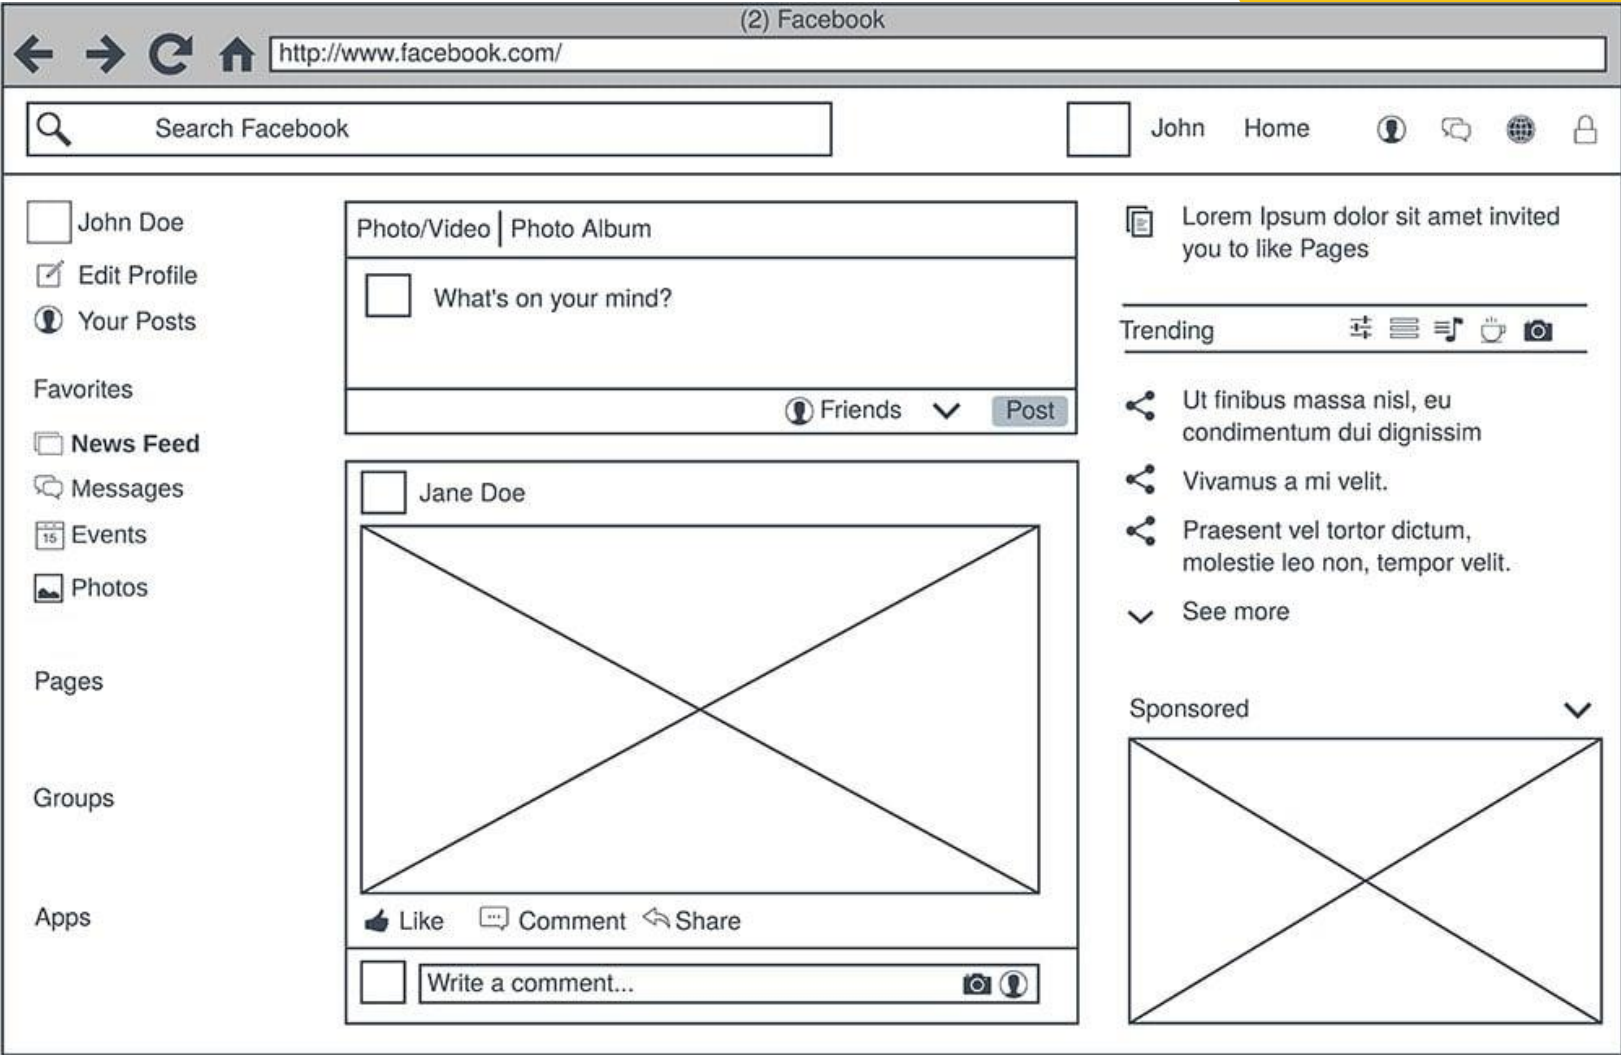 (2) Facebook
http://www.facebook.com/
Search Facebook
John Home
John Doe
Edit Profile
Your Posts
Favorites
News Feed
Messages
15 Events
Photos
Pages
Groups
Apps
Photo/Video | Photo Album
What's on your mind?
Friends Post
Jane Doe
Like Comment Share
Write a comment...
Lorem Ipsum dolor sit amet invited
you to like Pages
Trending
Ut finibus massa nisl, eu
condimentum dui dignissim
Vivamus a mi velit.
Praesent vel tortor dictum,
molestie leo non, tempor velit.
See more
Sponsored